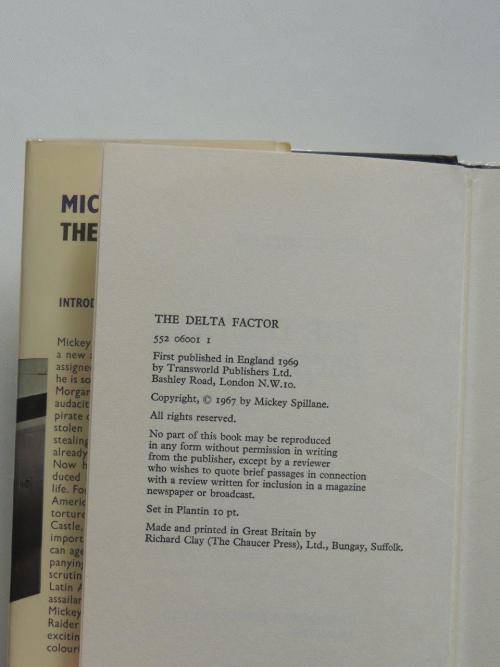 MIC
THE
INTROD
Mickey
a new
assigned
he is so
Morgan
audacit
pirate
stolen
stealing
already
Now h
duced
life. Fo
Americ
torture
Castle,
import
can age
panying
scrutin
Latin A
assailan
Mickey
Raider
excitin
colour
THE DELTA FACTOR
552 06001 1
First published in England 1969
by Transworld Publishers Ltd.
Bashley Road, London N.W.10.
Copyright, © 1967 by Mickey Spillane.
All rights reserved.
No part of this book may be reproduced
in any form without permission in writing
from the publisher, except by a reviewer
who wishes to quote brief passages in connection
with a review written for inclusion in a magazine
newspaper or broadcast.
Set in Plantin 10 pt.
Made and printed in Great Britain by
Richard Clay (The Chaucer Press), Ltd., Bungay, Suffolk.